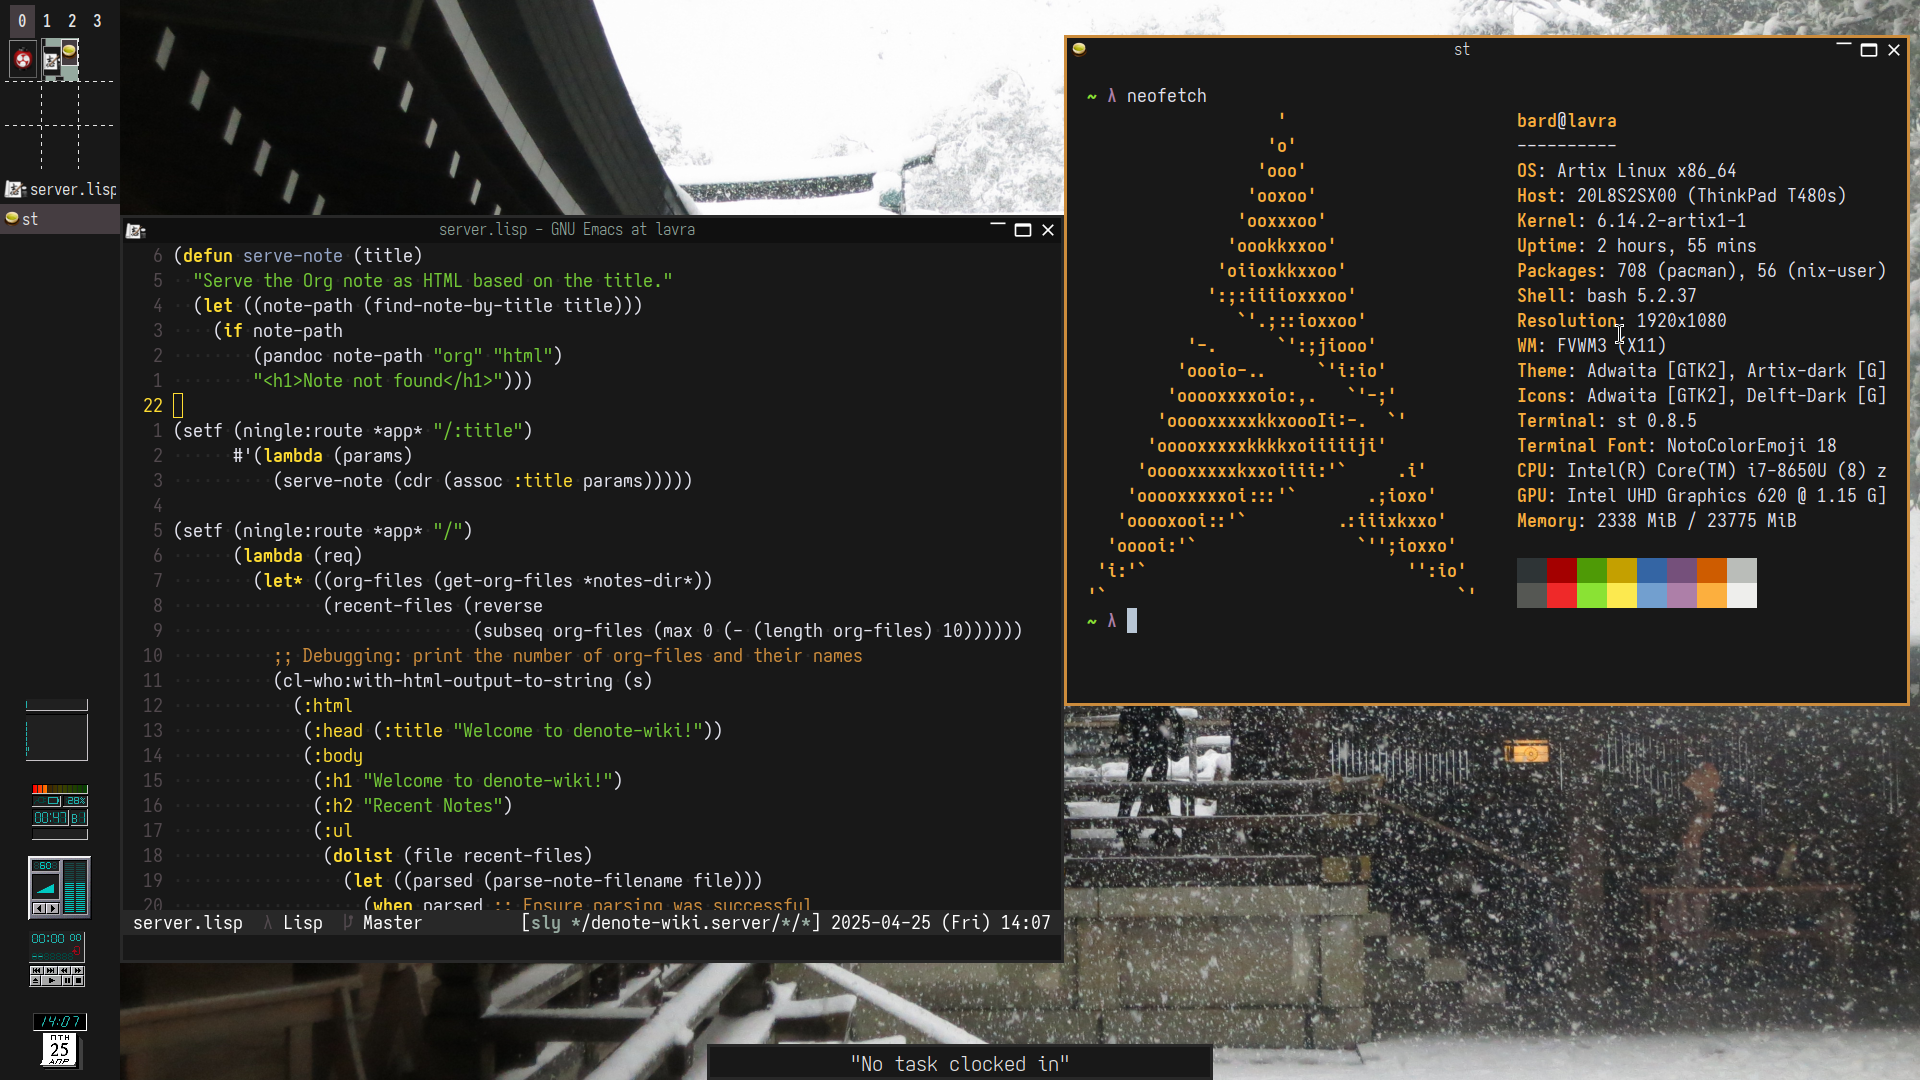 0 1 2 3
server.lisp
st
server.lisp – GNU Emacs at lavra
6 (defun serve-note (title)
5 "Serve the Org note as HTML based on the title."
4 (let ((note-path (find-note-by-title title)))
3 (if note-path
2 (pandoc note-path "org" "html")
1 "<h1>Note not found</h1>")))
22
1 (setf (ningle:route *app* "/:title")
2 #'(lambda (params)
3 (serve-note (cdr (assoc :title params)))))
4
5 (setf (ningle:route *app* "/")
6 (lambda (req)
7 (let* ((org-files (get-org-files *notes-dir*))
8 (recent-files (reverse
9 (subseq org-files (max 0 (- (length org-files) 10))))))
10 ;; Debugging: print the number of org-files and their names
11 (cl-who:with-html-output-to-string (s)
12 (:html
13 (:head (:title "Welcome to denote-wiki!"))
14 (:body
15 (:h1 "Welcome to denote-wiki!")
16 (:h2 "Recent Notes")
17 (:ul
18 (dolist (file recent-files)
19 (let ((parsed (parse-note-filename file)))
20 (when parsed ;; Ensure parsing was successful
server.lisp λ Lisp Master [sly */denote-wiki.server/*/*] 2025-04-25 (Fri) 14:07
st
~ λ neofetch
'
'o'
'ooo'
'ooxoo'
'ooxxxoo'
'oookkxxoo'
'oiioxkkxxoo'
':;:iiiioxxxoo'
`'.;::ioxxoo'
'-. `':;jiooo'
'oooio-.. `'i:io'
'ooooxxxxoio:,. `'-;'
'ooooxxxxxkkxoooIi:-. `'
'ooooxxxxxkkkkxoiiiiiji'
'ooooxxxxxkxxoiiii:'` .i'
'ooooxxxxxoi:::'` .;ioxo'
'ooooxooi::'` .:iiixkxxo'
'ooooi:'` `'';ioxxo'
'i:'` '':io'
'` `'
bard@lavra
----------
OS: Artix Linux x86_64
Host: 20L8S2SX00 (ThinkPad T480s)
Kernel: 6.14.2-artix1-1
Uptime: 2 hours, 55 mins
Packages: 708 (pacman), 56 (nix-user)
Shell: bash 5.2.37
Resolution: 1920x1080
WM: FVWM3 (X11)
Theme: Adwaita [GTK2], Artix-dark [G]
Icons: Adwaita [GTK2], Delft-Dark [G]
Terminal: st 0.8.5
Terminal Font: NotoColorEmoji 18
CPU: Intel(R) Core(TM) i7-8650U (8) z
GPU: Intel UHD Graphics 620 @ 1.15 G]
Memory: 2338 MiB / 23775 MiB
~ λ
28%
00:47 B1
60
00:00 00
14:07
ПТН
25
АПР
"No task clocked in"